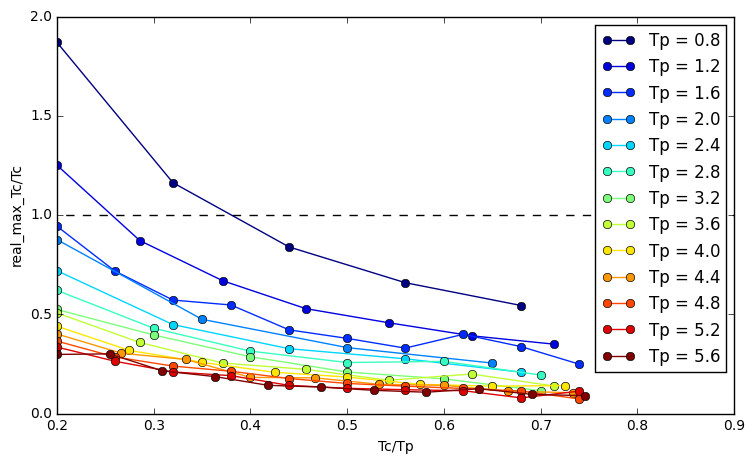 2.0
1.5
1.0
0.5
0.0
real_max_Tc/Tc
0.2
0.3
0.4
0.5
0.6
0.7
0.8
0.9
Tc/Tp
Tp = 0.8
Tp = 1.2
Tp = 1.6
Tp = 2.0
Tp = 2.4
Tp = 2.8
Tp = 3.2
Tp = 3.6
Tp = 4.0
Tp = 4.4
Tp = 4.8
Tp = 5.2
Tp = 5.6